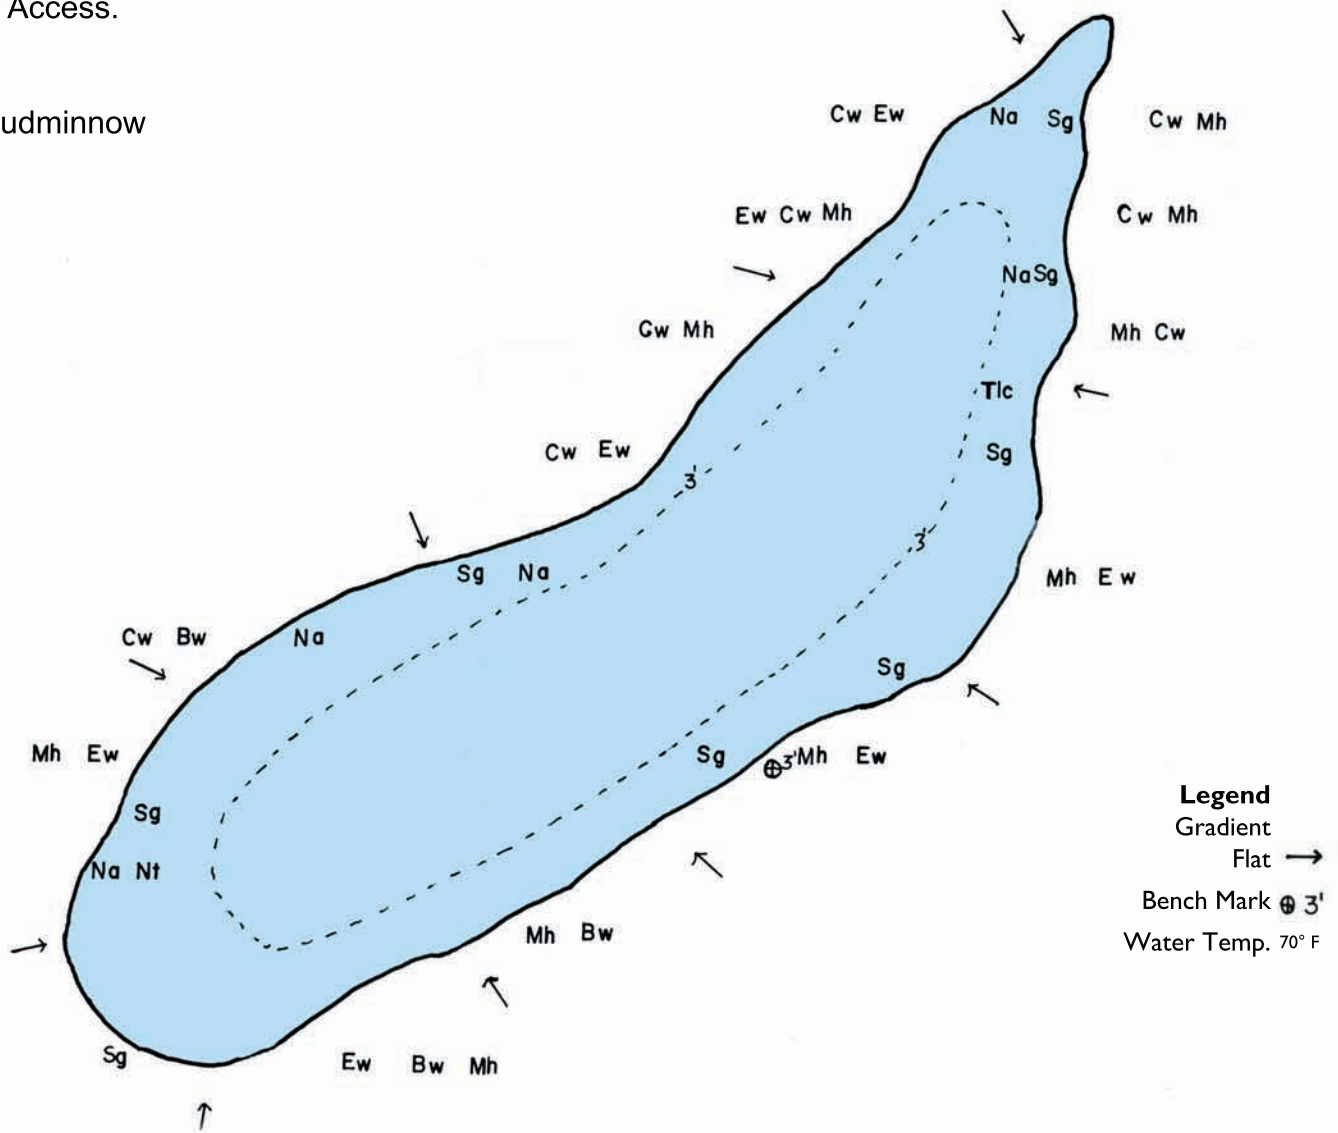 Access.
udminnow
Cw Ew
Na Sg
Cw Mh
Ew Cw Mh
Cw Mh
Na Sg
Cw Mh
Mh Cw
Tlc
Cw Ew
Sg
3'
3'
Sg Na
Mh Ew
Cw Bw
Na
Sg
Mh Ew
Sg
3' Mh Ew
Legend
Sg
Gradient
Flat
Na Nt
Bench Mark 3'
Mh Bw
Water Temp. 70° F
Sg
Ew Bw Mh